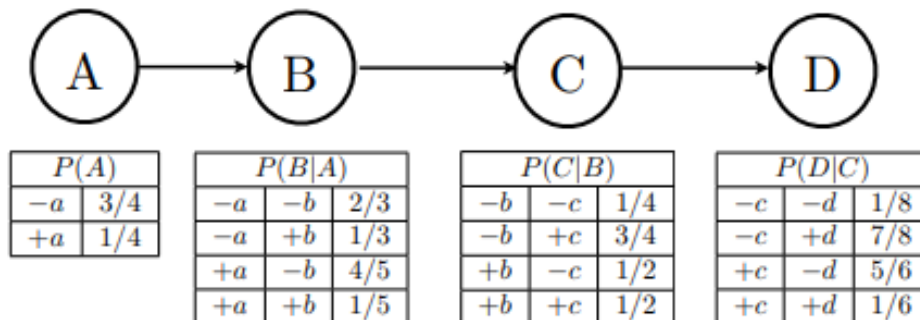 A B C D
P(A) P(B|A) P(C|B) P(D|C)
−a 3/4 −a −b 2/3 −b −c 1/4 −c −d 1/8
+a 1/4 −a +b 1/3 −b +c 3/4 −c +d 7/8
+a −b 4/5 +b −c 1/2 +c −d 5/6
+a +b 1/5 +b +c 1/2 +c +d 1/6